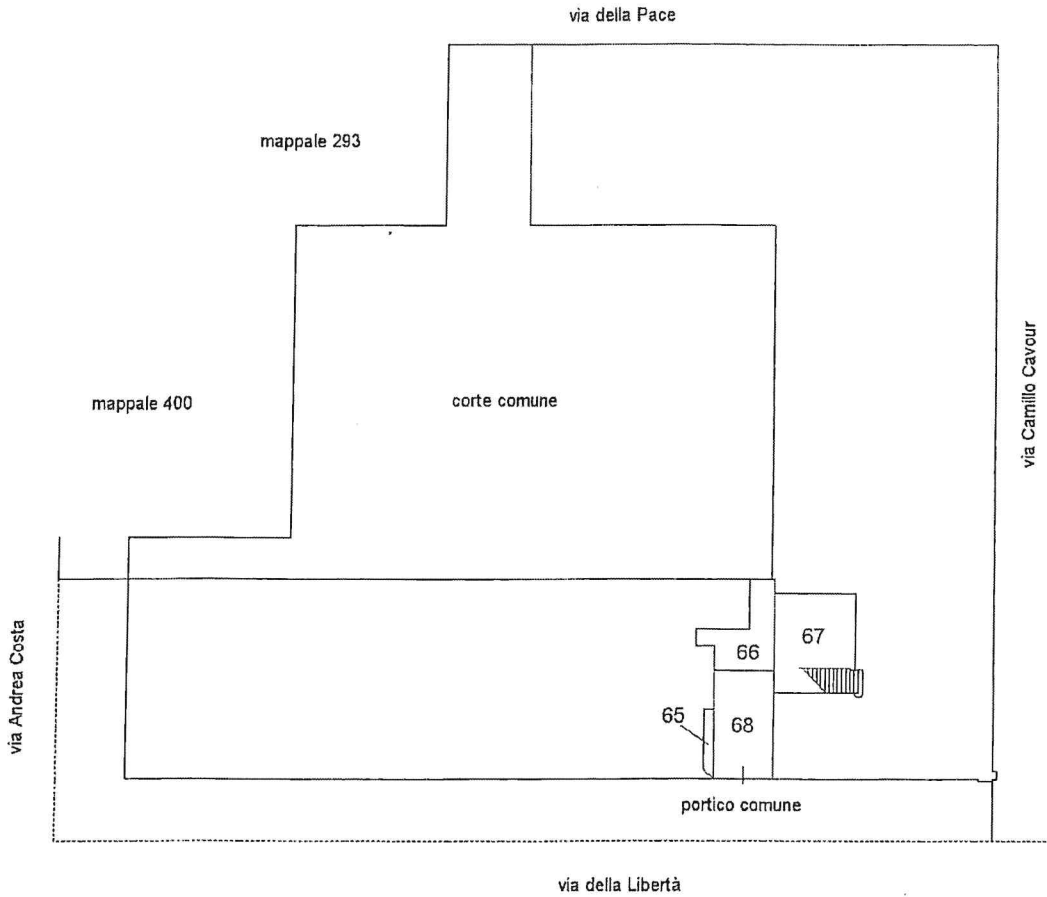 via della Pace
mappale 293
via Camillo Cavour
mappale 400
corte comune
66
67
via Andrea Costa
65
68
portico comune
via della Libertà